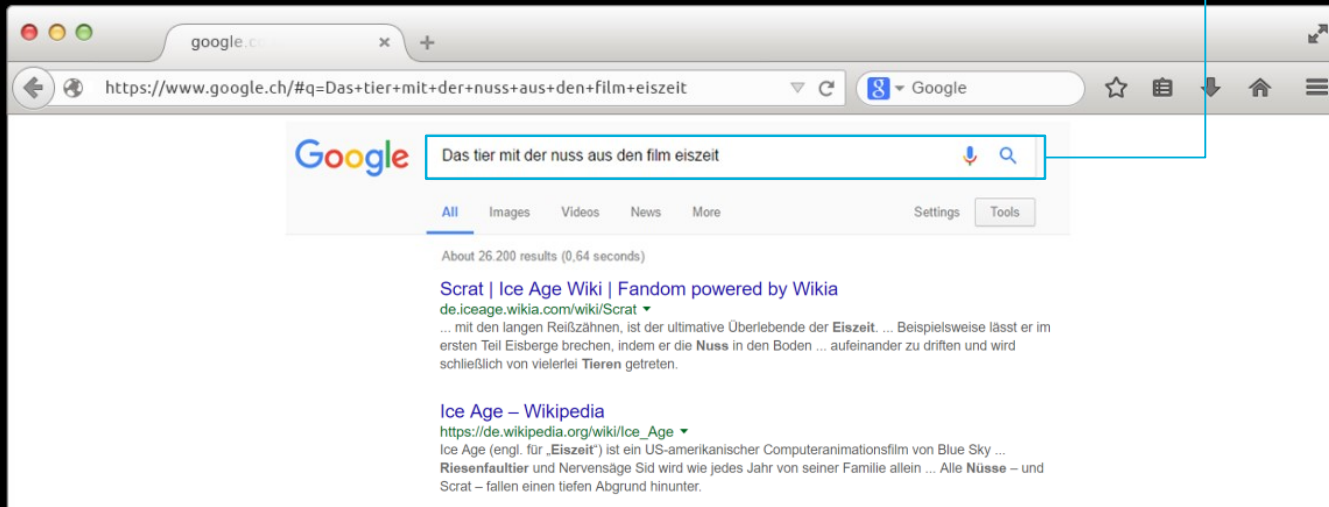 google.co
https://www.google.ch/#q=Das+tier+mit+der+nuss+aus+den+film+eiszeit
8 Google
Google
Das tier mit der nuss aus den film eiszeit
All Images Videos News More Settings Tools
About 26.200 results (0,64 seconds)
Scrat | Ice Age Wiki | Fandom powered by Wikia
de.iceage.wikia.com/wiki/Scrat
... mit den langen Reißzähnen, ist der ultimative Überlebende der Eiszeit. ... Beispielsweise lässt er im
ersten Teil Eisberge brechen, indem er die Nuss in den Boden ... aufeinander zu driften und wird
schließlich von vielerlei Tieren getreten.
Ice Age – Wikipedia
https://de.wikipedia.org/wiki/Ice_Age
Ice Age (engl. für „Eiszeit“) ist ein US-amerikanischer Computeranimationsfilm von Blue Sky ...
Riesenfaultier und Nervensäge Sid wird wie jedes Jahr von seiner Familie allein ... Alle Nüsse – und
Scrat – fallen einen tiefen Abgrund hinunter.